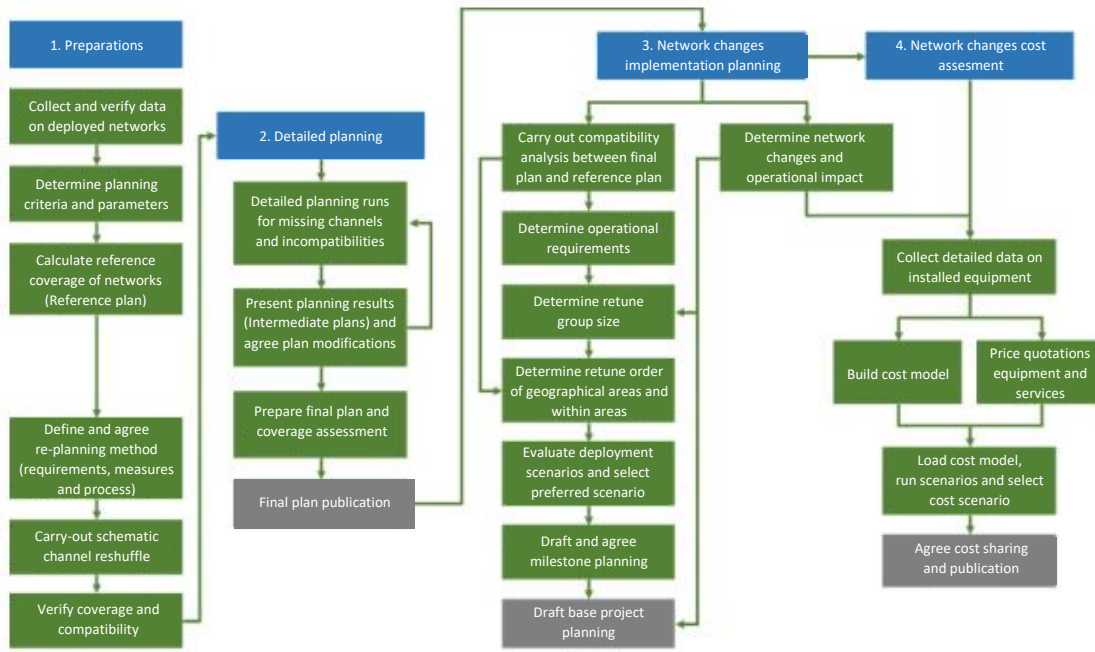 1. Preparations
Collect and verify data
on deployed networks
Determine planning
criteria and parameters
Calculate reference
coverage of networks
(Reference plan)
Define and agree
re-planning method
(requirements, measures
and process)
Carry-out schematic
channel reshuffle
Verify coverage and
compatibility
2. Detailed planning
Detailed planning runs
for missing channels
and incompatibilities
Present planning results
(Intermediate plans) and
agree plan modifications
Prepare final plan and
coverage assessment
Final plan publication
3. Network changes
implementation planning
Carry out compatibility
analysis between final
plan and reference plan
Determine operational
requirements
Determine retune
group size
Determine retune order
of geographical areas and
within areas
Evaluate deployment
scenarios and select
preferred scenario
Draft and agree
milestone planning
Draft base project
planning
Determine network
changes and
operational impact
4. Network changes cost
assesment
Collect detailed data on
installed equipment
Build cost model
Price quotations
equipment and
services
Load cost model,
run scenarios and select
cost scenario
Agree cost sharing
and publication